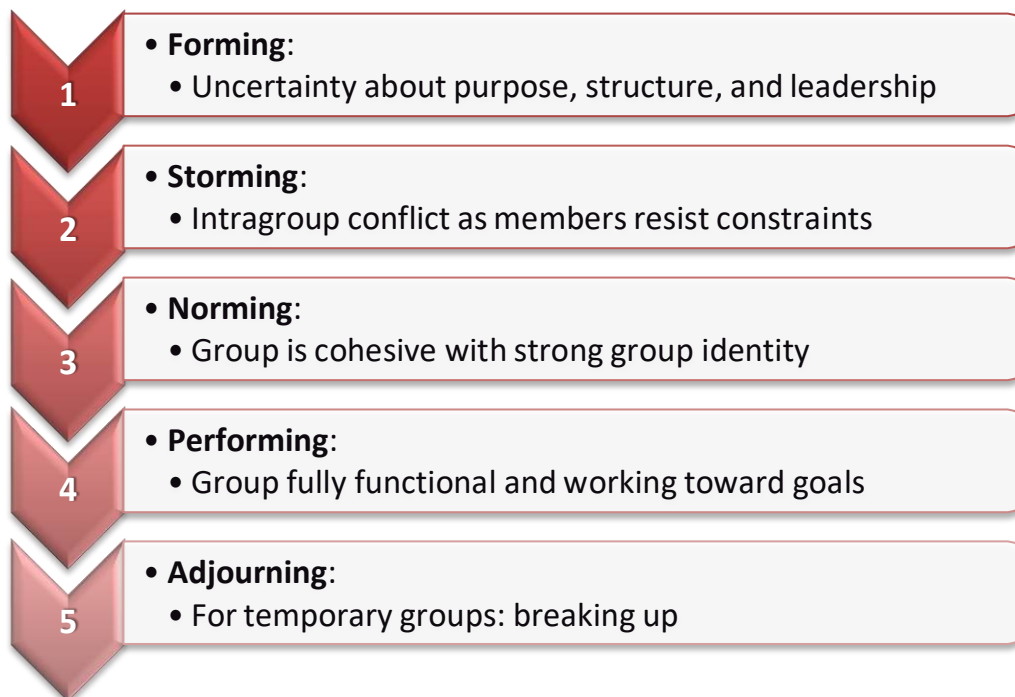 1
• Forming:
• Uncertainty about purpose, structure, and leadership
2
• Storming:
• Intragroup conflict as members resist constraints
3
• Norming:
• Group is cohesive with strong group identity
4
• Performing:
• Group fully functional and working toward goals
5
• Adjourning:
• For temporary groups: breaking up